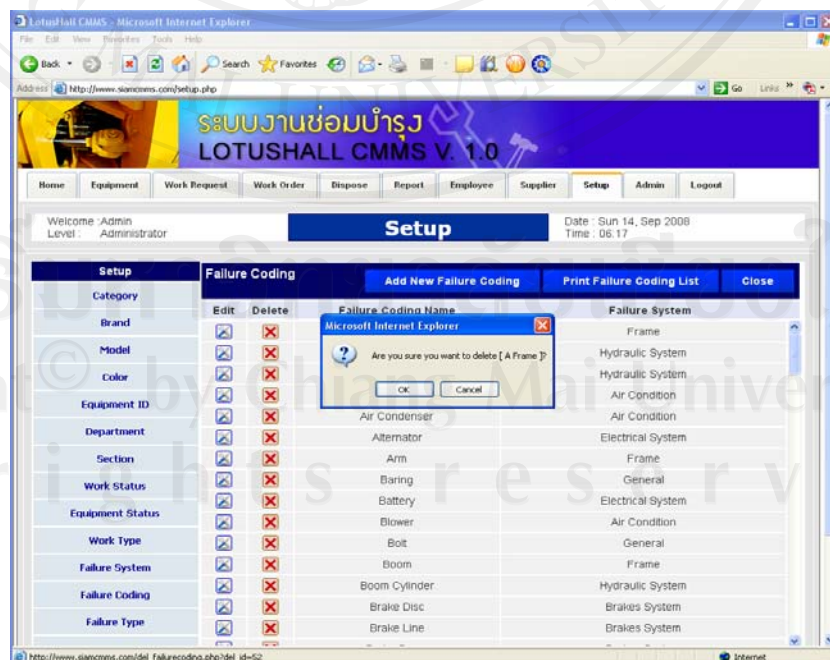 LotusHall CMMS - Microsoft Internet Explorer
File Edit View Favorites Tools Help
Back Search Favorites
Address http://www.siamcmms.com/setup.php Go Links »
ระบบงานซ่อมบำรุง
LOTUSHALL CMMS V. 1.0
Home Equipment Work Request Work Order Dispose Report Employee Supplier Setup Admin Logout
Welcome :Admin
Level : Administrator
Setup
Date : Sun 14, Sep 2008
Time : 06:17
Setup
Category
Brand
Model
Color
Equipment ID
Department
Section
Work Status
Equipment Status
Work Type
Failure System
Failure Coding
Failure Type
Failure Coding Add New Failure Coding Print Failure Coding List Close
Edit Delete Failure Coding Name Failure System
Frame
Hydraulic System
Hydraulic System
Air Condition
Air Condenser Air Condition
Alternator Electrical System
Arm Frame
Baring General
Battery Electrical System
Blower Air Condition
Bolt General
Boom Frame
Boom Cylinder Hydraulic System
Brake Disc Brakes System
Brake Line Brakes System
Microsoft Internet Explorer
Are you sure you want to delete [ A Frame ]?
OK Cancel
http://www.siamcmms.com/del_failurecoding.php?del_id=52 Internet
© by Chiang Mai Univer
rights reserv